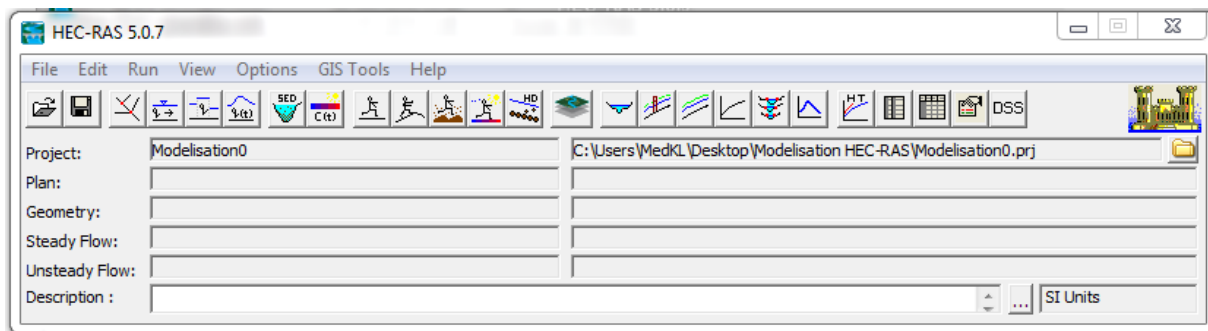 HEC-RAS 5.0.7
File Edit Run View Options GIS Tools Help
SED C(t) HD HT DSS
Project: Modelisation0 C:\Users\MedKL\Desktop\Modelisation HEC-RAS\Modelisation0.prj
Plan:
Geometry:
Steady Flow:
Unsteady Flow:
Description : ... SI Units